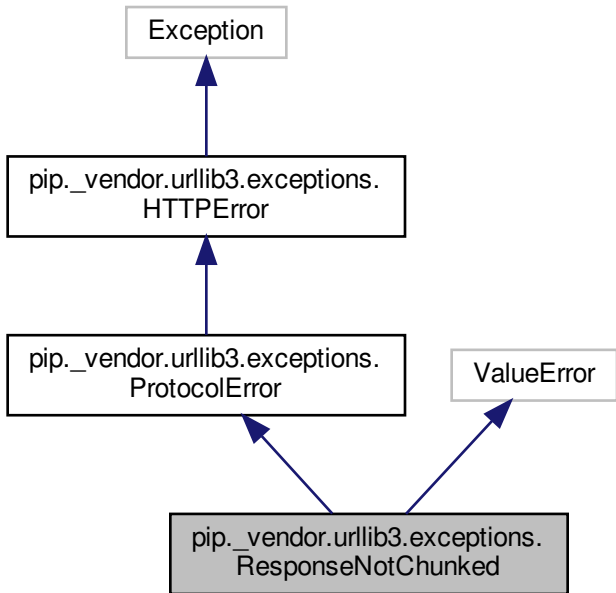 Exception
pip._vendor.urllib3.exceptions.
HTTPError
pip._vendor.urllib3.exceptions.
ProtocolError
ValueError
pip._vendor.urllib3.exceptions.
ResponseNotChunked